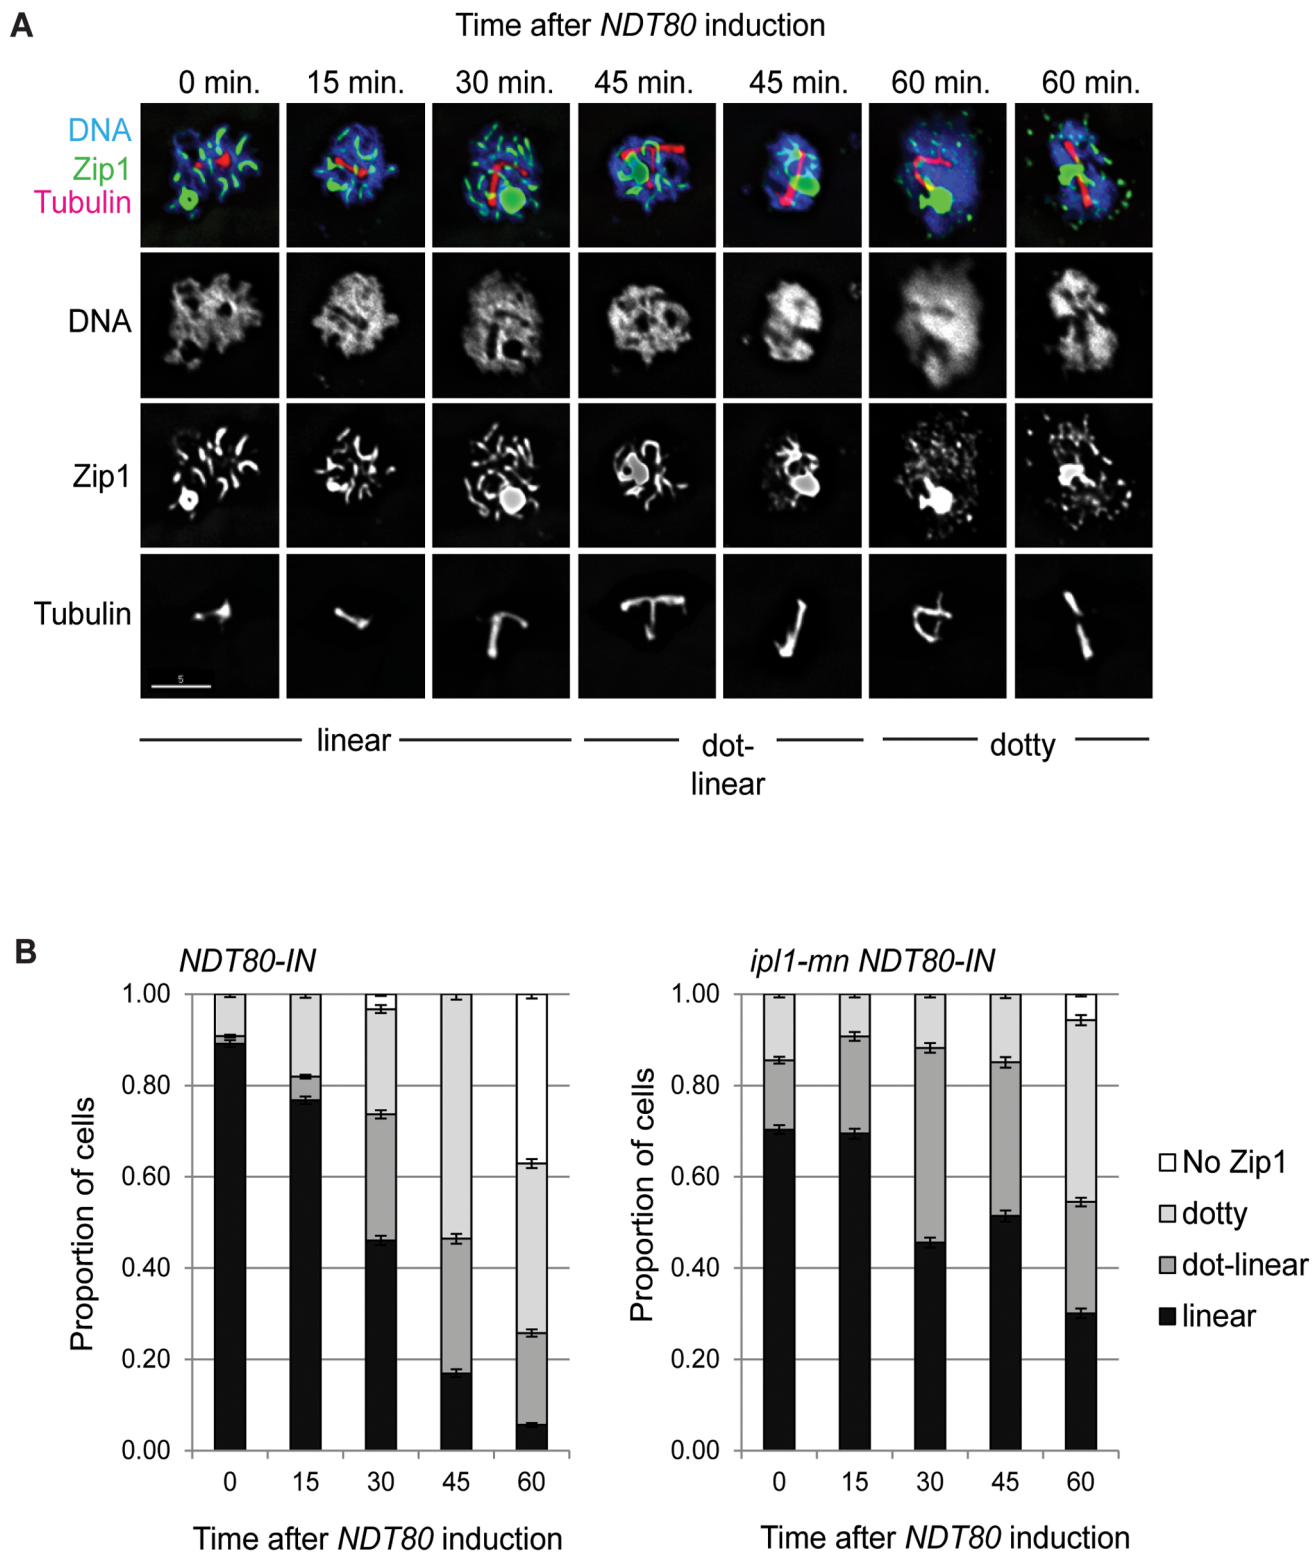 A
Time after NDT80 induction
0 min. 15 min. 30 min. 45 min. 45 min. 60 min. 60 min.
DNA
Zip1
Tubulin
DNA
Zip1
Tubulin
5
linear dot-linear dotty
B
NDT80-IN
ipl1-mn NDT80-IN
Proportion of cells
1.00
0.80
0.60
0.40
0.20
0.00
0 15 30 45 60
Time after NDT80 induction
Proportion of cells
1.00
0.80
0.60
0.40
0.20
0.00
0 15 30 45 60
Time after NDT80 induction
No Zip1
dotty
dot-linear
linear